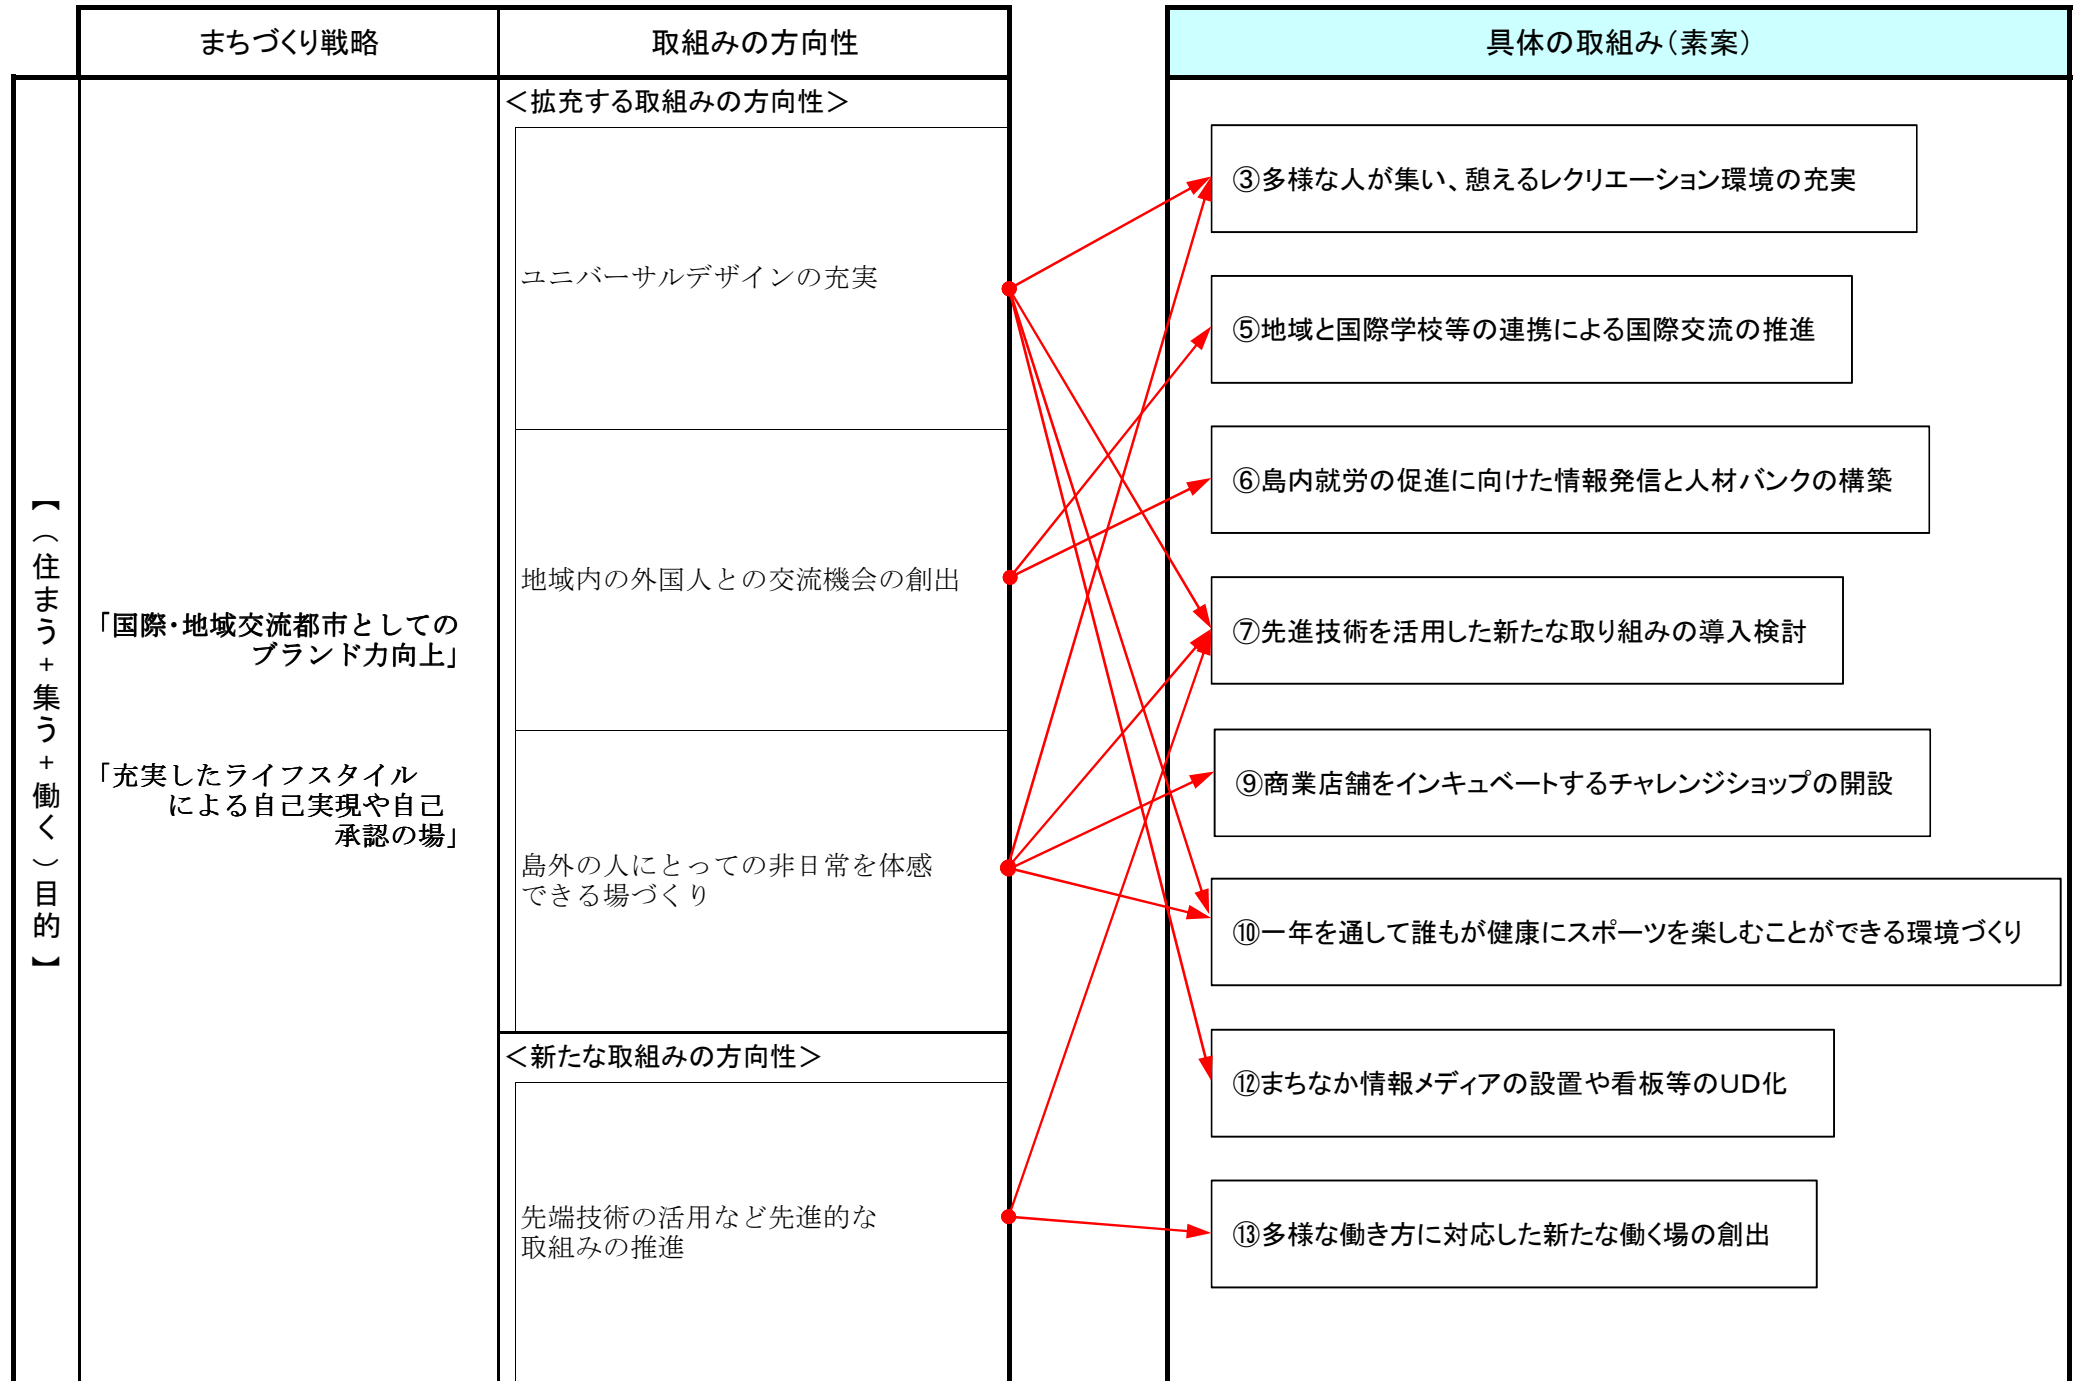 まちづくり戦略
取組みの方向性
具体の取組み（素案）
【（住まう＋集う＋働く）目的】
「国際・地域交流都市としての
ブランド力向上」
「充実したライフスタイル
による自己実現や自己
承認の場」
＜拡充する取組みの方向性＞
ユニバーサルデザインの充実
地域内の外国人との交流機会の創出
島外の人にとっての非日常を体感
できる場づくり
＜新たな取組みの方向性＞
先端技術の活用など先進的な
取組みの推進
③多様な人が集い、憩えるレクリエーション環境の充実
⑤地域と国際学校等の連携による国際交流の推進
⑥島内就労の促進に向けた情報発信と人材バンクの構築
⑦先進技術を活用した新たな取り組みの導入検討
⑨商業店舗をインキュベートするチャレンジショップの開設
⑩一年を通して誰もが健康にスポーツを楽しむことができる環境づくり
⑫まちなか情報メディアの設置や看板等のUD化
⑬多様な働き方に対応した新たな働く場の創出